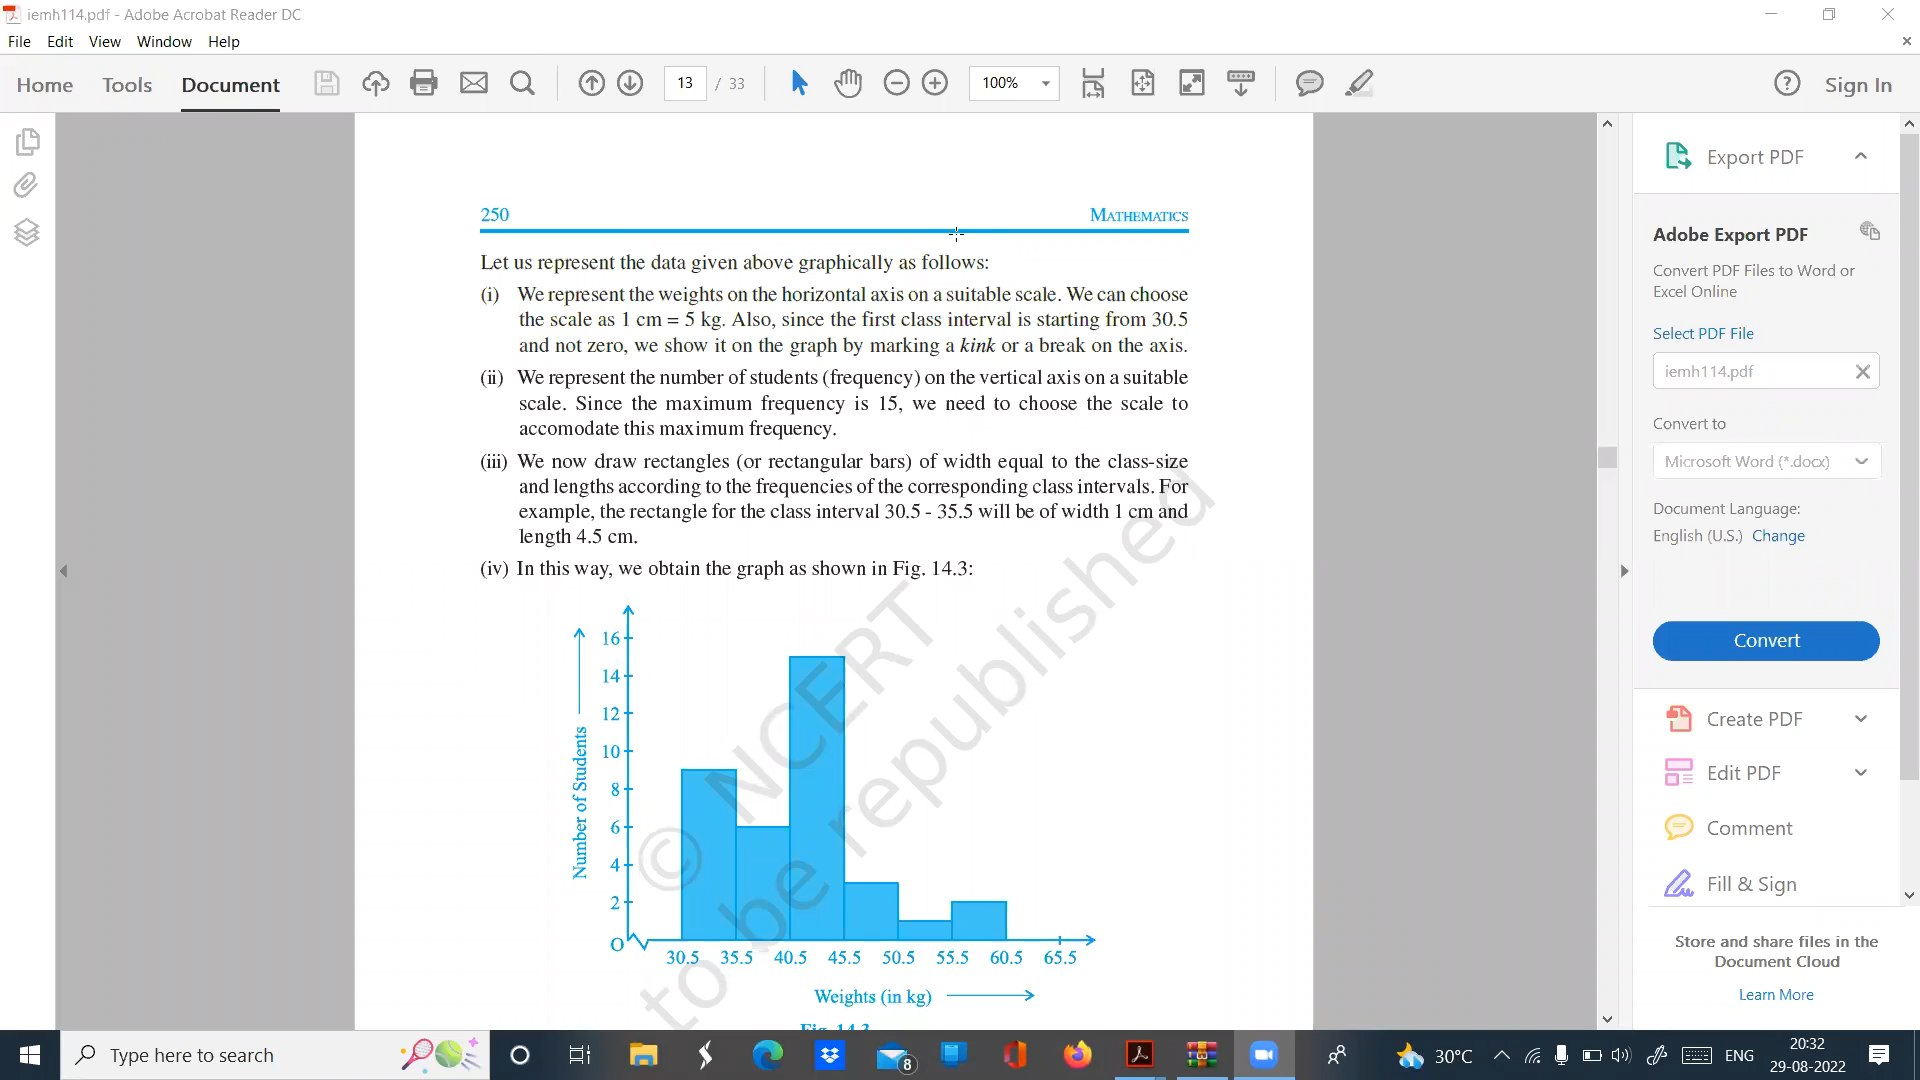 iemh114.pdf - Adobe Acrobat Reader DC
File Edit View Window Help
Home Tools Document 13 / 33 100% Sign In
Export PDF
Adobe Export PDF
Convert PDF Files to Word or
Excel Online
Select PDF File
iemh114.pdf
Convert to
Microsoft Word (*.docx)
Document Language:
English (U.S.) Change
Convert
Create PDF
Edit PDF
Comment
Fill & Sign
Store and share files in the
Document Cloud
Learn More
250 MATHEMATICS
Let us represent the data given above graphically as follows:
(i) We represent the weights on the horizontal axis on a suitable scale. We can choose
the scale as 1 cm = 5 kg. Also, since the first class interval is starting from 30.5
and not zero, we show it on the graph by marking a kink or a break on the axis.
(ii) We represent the number of students (frequency) on the vertical axis on a suitable
scale. Since the maximum frequency is 15, we need to choose the scale to
accomodate this maximum frequency.
(iii) We now draw rectangles (or rectangular bars) of width equal to the class-size
and lengths according to the frequencies of the corresponding class intervals. For
example, the rectangle for the class interval 30.5 - 35.5 will be of width 1 cm and
length 4.5 cm.
(iv) In this way, we obtain the graph as shown in Fig. 14.3:
16
14
12
10
8
6
4
2
O
Number of Students
30.5 35.5 40.5 45.5 50.5 55.5 60.5 65.5
Weights (in kg)
Fig. 14.3
© NCERT
to be republished
Type here to search
8
30°C ENG
20:32
29-08-2022